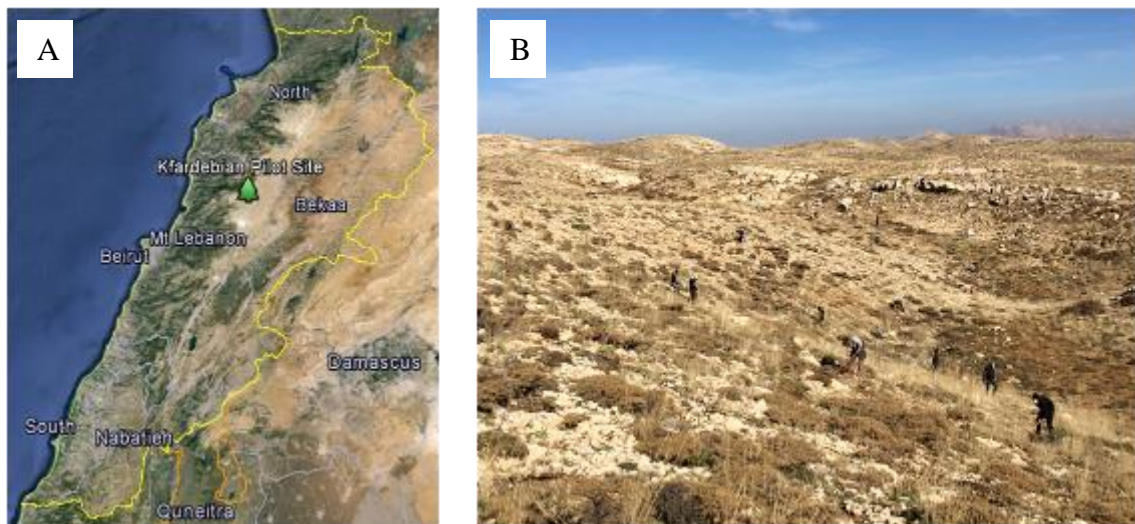 A
B
North
Kfardebian Pilot Site
Bekaa
Mt Lebanon
Beirut
Damascus
South
Nabatieh
Quneitra